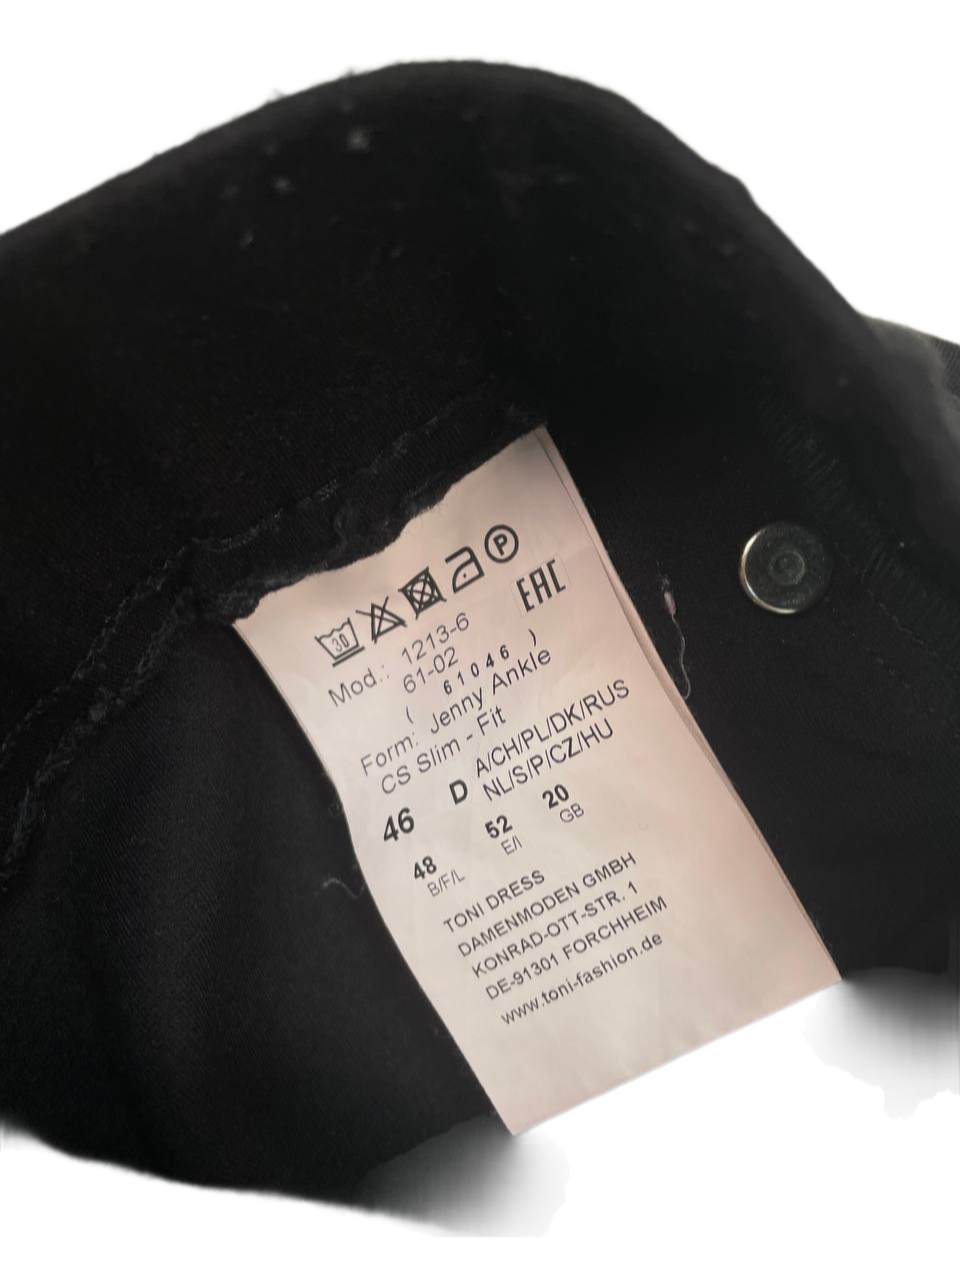 30
P
EAC
Mod.: 1213-6
61-02
( 61046 )
Form: Jenny Ankle
CS Slim - Fit
46 D A/CH/PL/DK/RUS
NL/S/P/CZ/HU
48 52 20
B/F/L E/I GB
TONI DRESS
DAMENMODEN GMBH
KONRAD-OTT-STR. 1
DE-91301 FORCHHEIM
www.toni-fashion.de